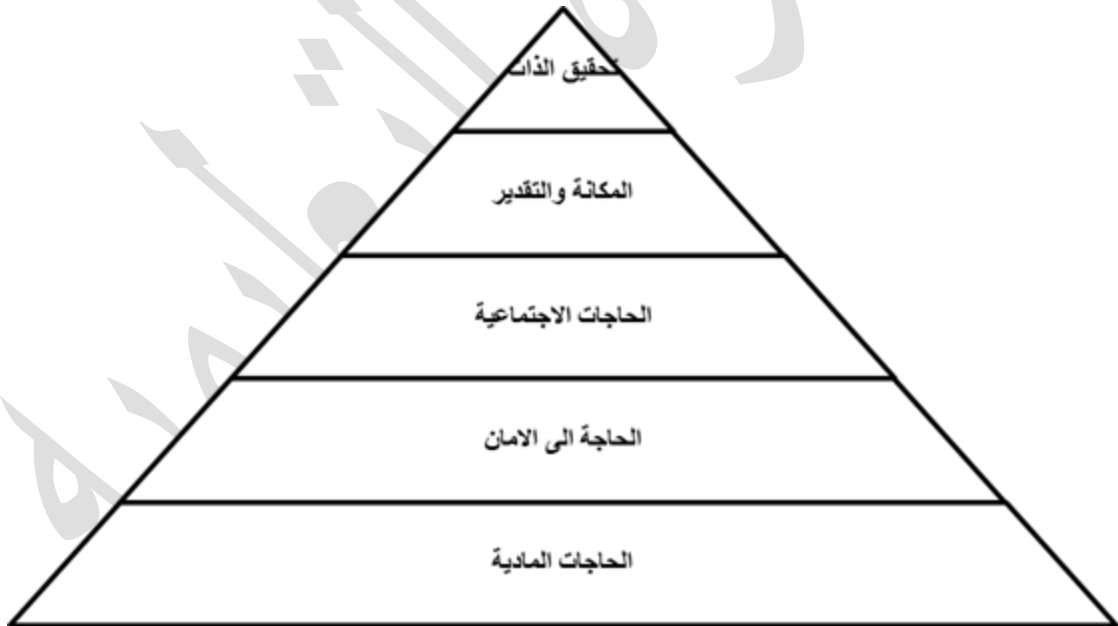 تحقيق الذات
المكانة والتقدير
الحاجات الاجتماعية
الحاجة الى الامان
الحاجات المادية